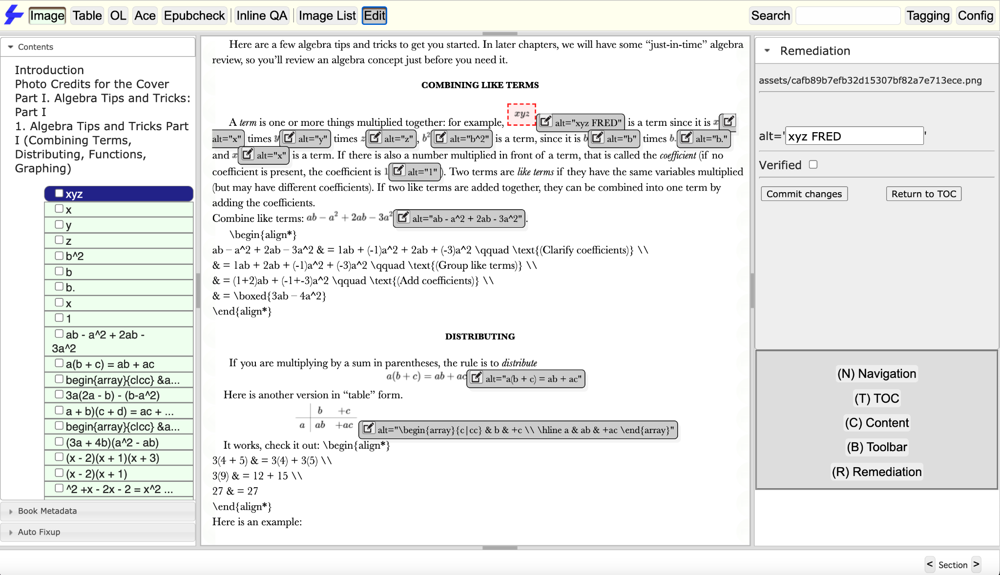 Image Table OL Ace Epubcheck Inline QA Image List Edit Search Tagging Config
Contents
Introduction
Photo Credits for the Cover
Part I. Algebra Tips and Tricks:
Part I
1. Algebra Tips and Tricks Part
I (Combining Terms,
Distributing, Functions,
Graphing)
xyz
x
y
z
b^2
b
b.
x
1
ab - a^2 + 2ab -
3a^2
a(b + c) = ab + ac
begin{array}{clcc} &a...
3a(2a - b) - (b-a^2)
a + b)(c + d) = ac + ...
begin{array}{clcc} &a...
(3a + 4b)(a^2 - ab)
(x - 2)(x + 1)(x + 3)
(x - 2)(x + 1)
^2 +x - 2x - 2 = x^2 ...
Book Metadata
Auto Fixup
Here are a few algebra tips and tricks to get you started. In later chapters, we will have some “just-in-time” algebra
review, so you’ll review an algebra concept just before you need it.
COMBINING LIKE TERMS
A term is one or more things multiplied together: for example, xyz alt="xyz FRED" is a term since it is x
alt="x" times y alt="y" times z alt="z", b² alt="b^2" is a term, since it is b alt="b" times b. alt="b."
and x alt="x" is a term. If there is also a number multiplied in front of a term, that is called the coefficient (if no
coefficient is present, the coefficient is 1 alt="1"). Two terms are like terms if they have the same variables multiplied
(but may have different coefficients). If two like terms are added together, they can be combined into one term by
adding the coefficients.
Combine like terms: ab – a² + 2ab – 3a² alt="ab - a^2 + 2ab - 3a^2".
\begin{align*}
ab – a^2 + 2ab – 3a^2 & = 1ab + (-1)a^2 + 2ab + (-3)a^2 \qquad \text{(Clarify coefficients)} \\
& = 1ab + 2ab + (-1)a^2 + (-3)a^2 \qquad \text{(Group like terms)} \\
& = (1+2)ab + (-1+-3)a^2 \qquad \text{(Add coefficients)} \\
& = \boxed{3ab – 4a^2}
\end{align*}
DISTRIBUTING
If you are multiplying by a sum in parentheses, the rule is to distribute
a(b + c) = ab + ac alt="a(b + c) = ab + ac"
Here is another version in “table” form.
b +c
a ab +ac alt="\begin{array}{c|cc} & b & +c \\ \hline a & ab & +ac \end{array}"
It works, check it out: \begin{align*}
3(4 + 5) & = 3(4) + 3(5) \\
3(9) & = 12 + 15 \\
27 & = 27
\end{align*}
Here is an example:
Remediation
assets/cafb89b7efb32d15307bf82a7e713ece.png
alt='xyz FRED'
Verified
Commit changes Return to TOC
(N) Navigation
(T) TOC
(C) Content
(B) Toolbar
(R) Remediation
< Section >